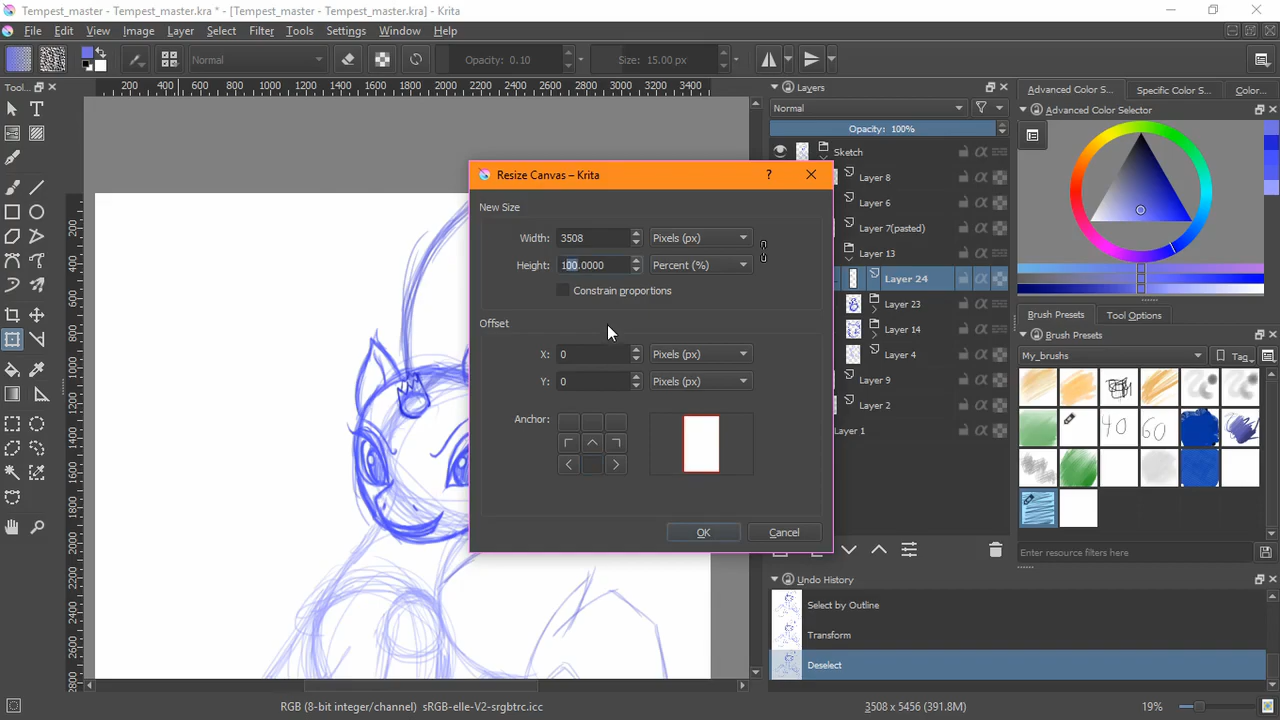 Tempest_master.kra * - [Tempest_master - Tempest_master.kra] - Krita
File Edit View Image Layer Select Filter Tools Settings Window Help
Normal Opacity: 0.10 Size: 15.00 px
Tool...
200 400 600 800 1000 1200 1400 1600 1800 2000 2200 2400 2600 2800 3000 3200 3400
Layers
Normal
Opacity: 100%
Sketch
Layer 8
Layer 6
Layer 7(pasted)
Layer 13
Layer 24
Layer 23
Layer 14
Layer 4
Layer 9
Layer 2
Layer 1
Resize Canvas – Krita ?
New Size
Width: 3508 Pixels (px)
Height: 100.0000 Percent (%)
Constrain proportions
Offset
X: 0 Pixels (px)
Y: 0 Pixels (px)
Anchor:
OK Cancel
Advanced Color S... Specific Color S... Color...
Advanced Color Selector
Brush Presets Tool Options
Brush Presets
My_brushes Tag
40 60
Enter resource filters here
Undo History
Select by Outline
Transform
Deselect
RGB (8-bit integer/channel) sRGB-elle-V2-srgbtrc.icc 3508 x 5456 (391.8M) 19%